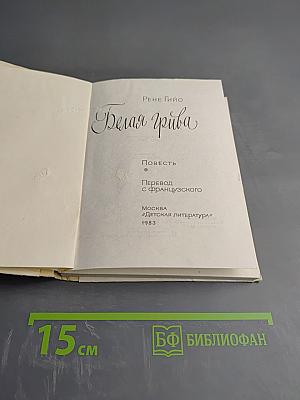 РЕНЕ ГИЙО
Белая грива
ПОВЕСТЬ
ПЕРЕВОД
С ФРАНЦУЗСКОГО
МОСКВА
«ДЕТСКАЯ ЛИТЕРАТУРА»
1983
15 см
БФ БИБЛИОФАН